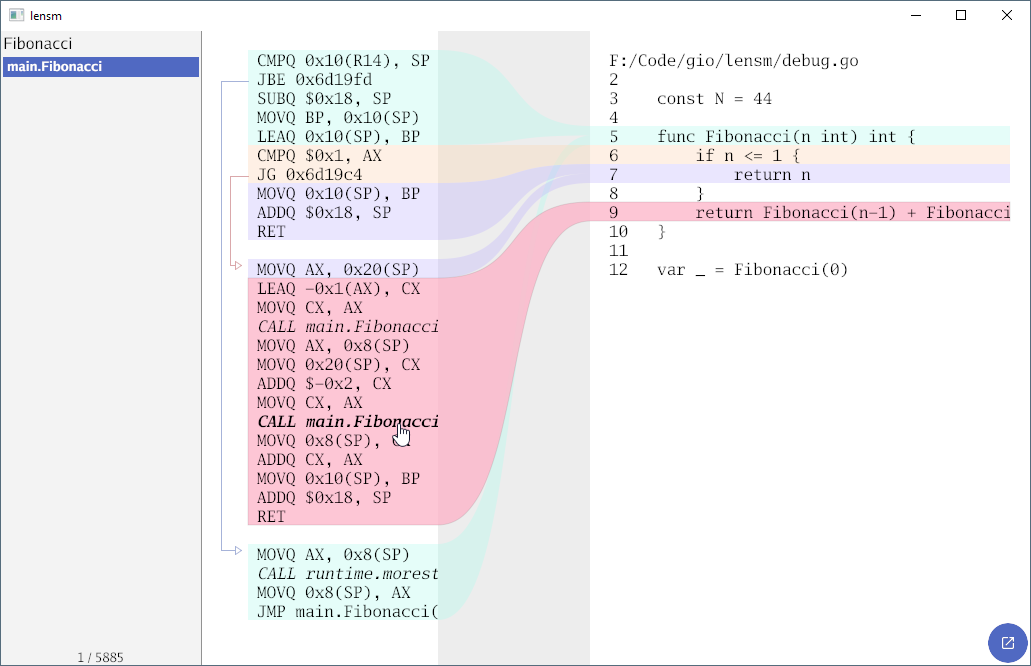 lensm
Fibonacci
main.Fibonacci
CMPQ 0x10(R14), SP
JBE 0x6d19fd
SUBQ $0x18, SP
MOVQ BP, 0x10(SP)
LEAQ 0x10(SP), BP
CMPQ $0x1, AX
JG 0x6d19c4
MOVQ 0x10(SP), BP
ADDQ $0x18, SP
RET
MOVQ AX, 0x20(SP)
LEAQ -0x1(AX), CX
MOVQ CX, AX
CALL main.Fibonacci
MOVQ AX, 0x8(SP)
MOVQ 0x20(SP), CX
ADDQ $-0x2, CX
MOVQ CX, AX
CALL main.Fibonacci
MOVQ 0x8(SP),
ADDQ CX, AX
MOVQ 0x10(SP), BP
ADDQ $0x18, SP
RET
MOVQ AX, 0x8(SP)
CALL runtime.morest
MOVQ 0x8(SP), AX
JMP main.Fibonacci(
F:/Code/gio/lensm/debug.go
2
3 const N = 44
4
5 func Fibonacci(n int) int {
6 if n <= 1 {
7 return n
8 }
9 return Fibonacci(n-1) + Fibonacci
10 }
11
12 var _ = Fibonacci(0)
1 / 5885